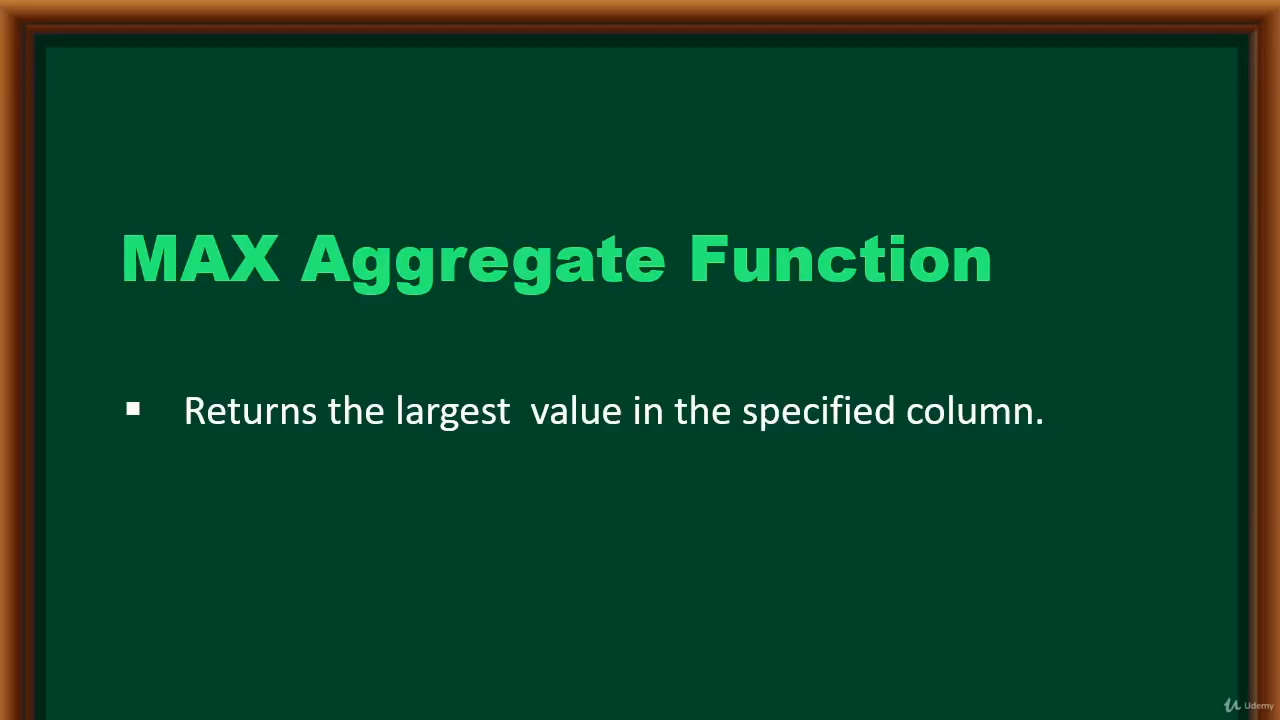 MAX Aggregate Function
▪ Returns the largest  value in the specified column.
Udemy